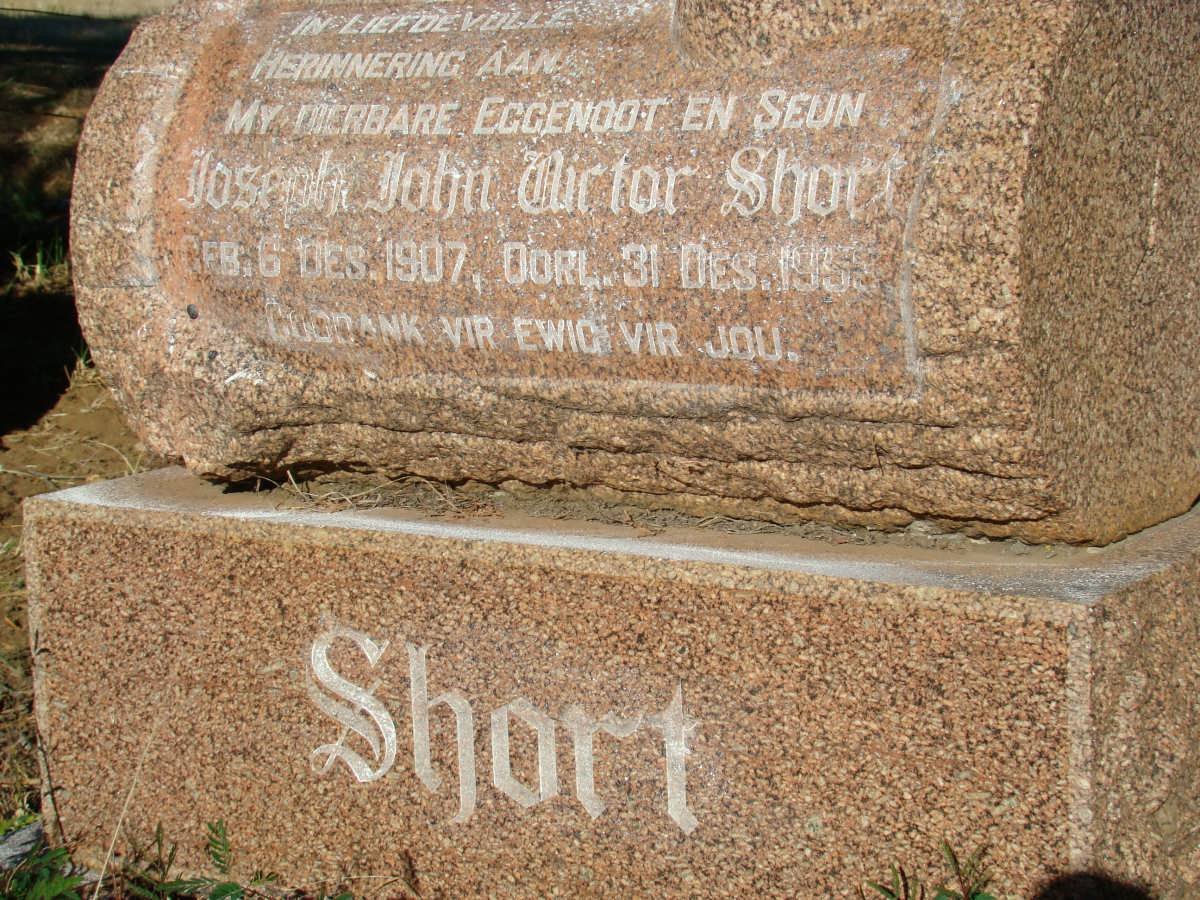 IN LIEFDEVOLLE
HERINNERING AAN
MY DIERBARE EGGENOOT EN SEUN
Joseph John Victor Short
GEB. 6 DES. 1907, OORL. 31 DES.
GODDANK VIR EWIG VIR JOU.
Short